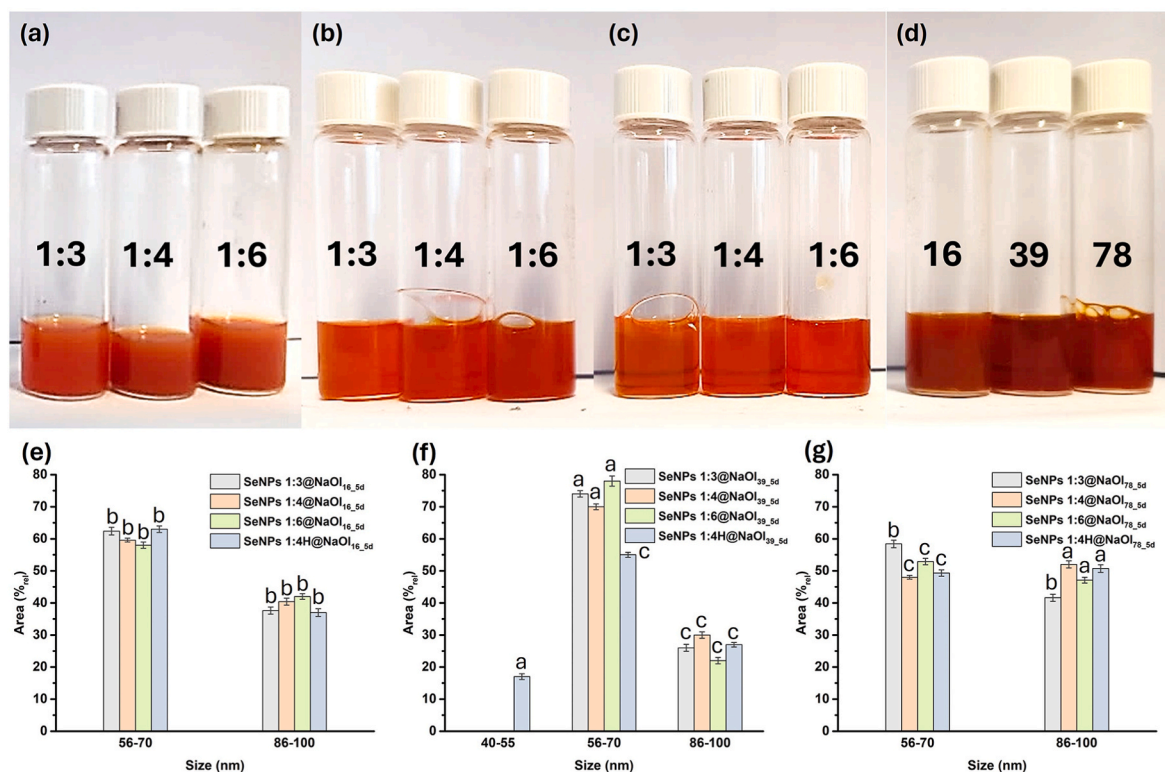 (a)
1:3 1:4 1:6
(b)
1:3 1:4 1:6
(c)
1:3 1:4 1:6
(d)
16 39 78
(e)
SeNPs 1:3@NaOl16_5d
SeNPs 1:4@NaOl16_5d
SeNPs 1:6@NaOl16_5d
SeNPs 1:4H@NaOl16_5d
Area (%rel)
80
70
60
50
40
30
20
10
0
b b b b
b b b b
56-70 86-100
Size (nm)
(f)
SeNPs 1:3@NaOl39_5d
SeNPs 1:4@NaOl39_5d
SeNPs 1:6@NaOl39_5d
SeNPs 1:4H@NaOl39_5d
Area (%rel)
80
70
60
50
40
30
20
10
0
a
a a a c
c c c c
40-55 56-70 86-100
Size (nm)
(g)
SeNPs 1:3@NaOl78_5d
SeNPs 1:4@NaOl78_5d
SeNPs 1:6@NaOl78_5d
SeNPs 1:4H@NaOl78_5d
Area (%rel)
80
70
60
50
40
30
20
10
0
b c c c
b a a a
56-70 86-100
Size (nm)